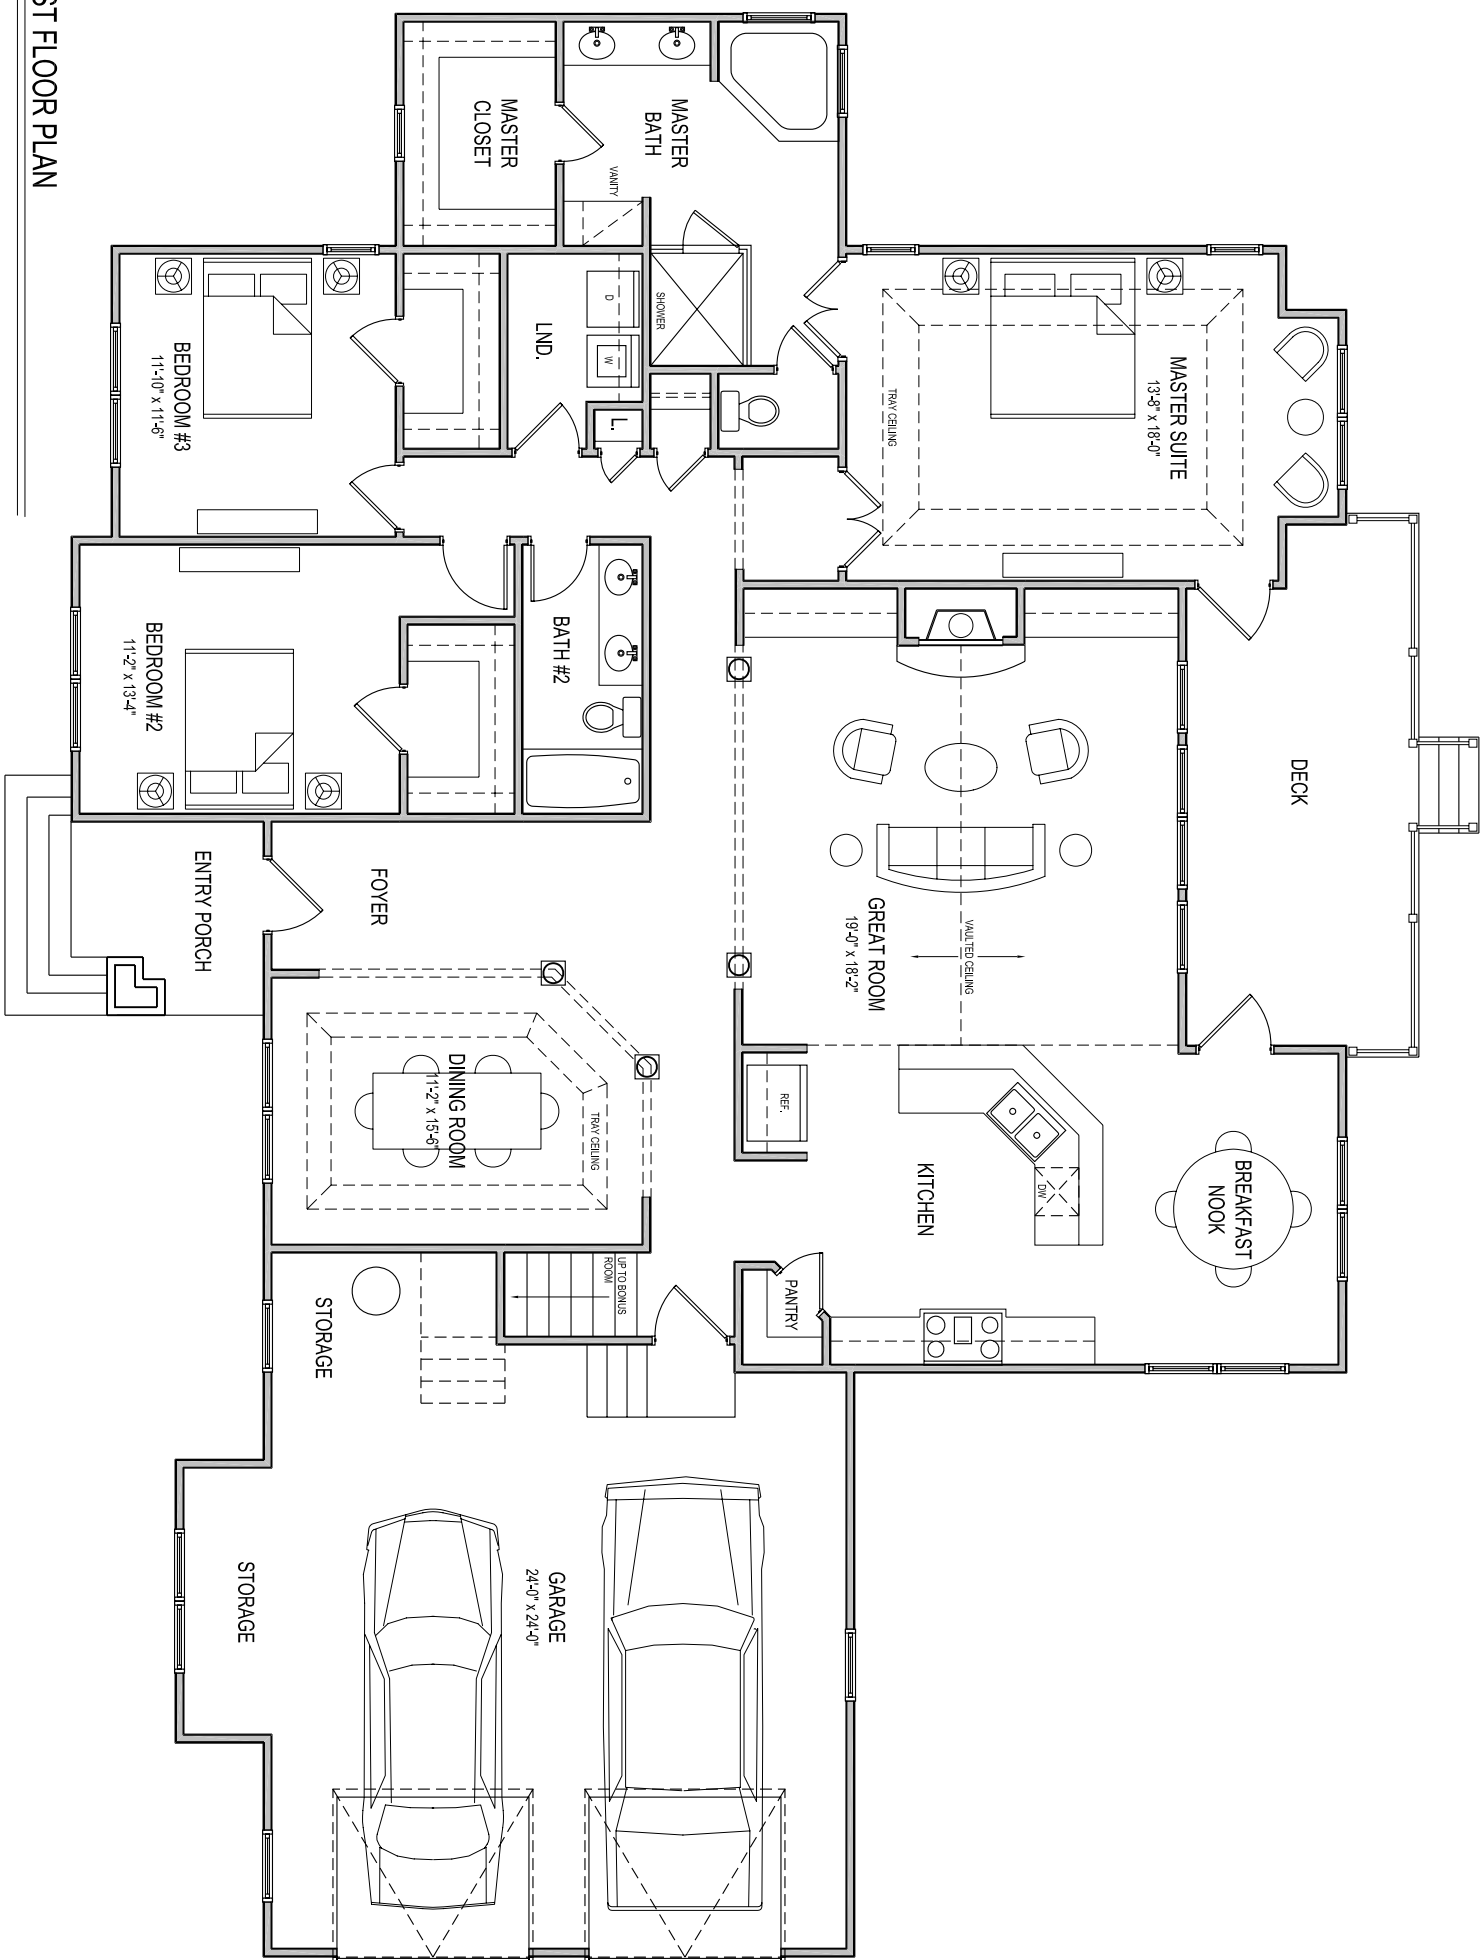 DECK
MASTER SUITE
13'-8" x 18'-0"
TRAY CEILING
BREAKFAST
NOOK
VAULTED CEILING
GREAT ROOM
19'-0" x 18'-2"
KITCHEN
DW
REF.
PANTRY
MASTER
BATH
SHOWER
VANITY
MASTER
CLOSET
D
W
LND.
L.
BATH #2
BEDROOM #3
11'-10" x 11'-6"
BEDROOM #2
11'-2" x 13'-4"
FOYER
ENTRY PORCH
TRAY CEILING
DINING ROOM
11'-2" x 15'-6"
UP TO BONUS
ROOM
STORAGE
GARAGE
24'-0" x 24'-0"
STORAGE
FLOOR PLAN